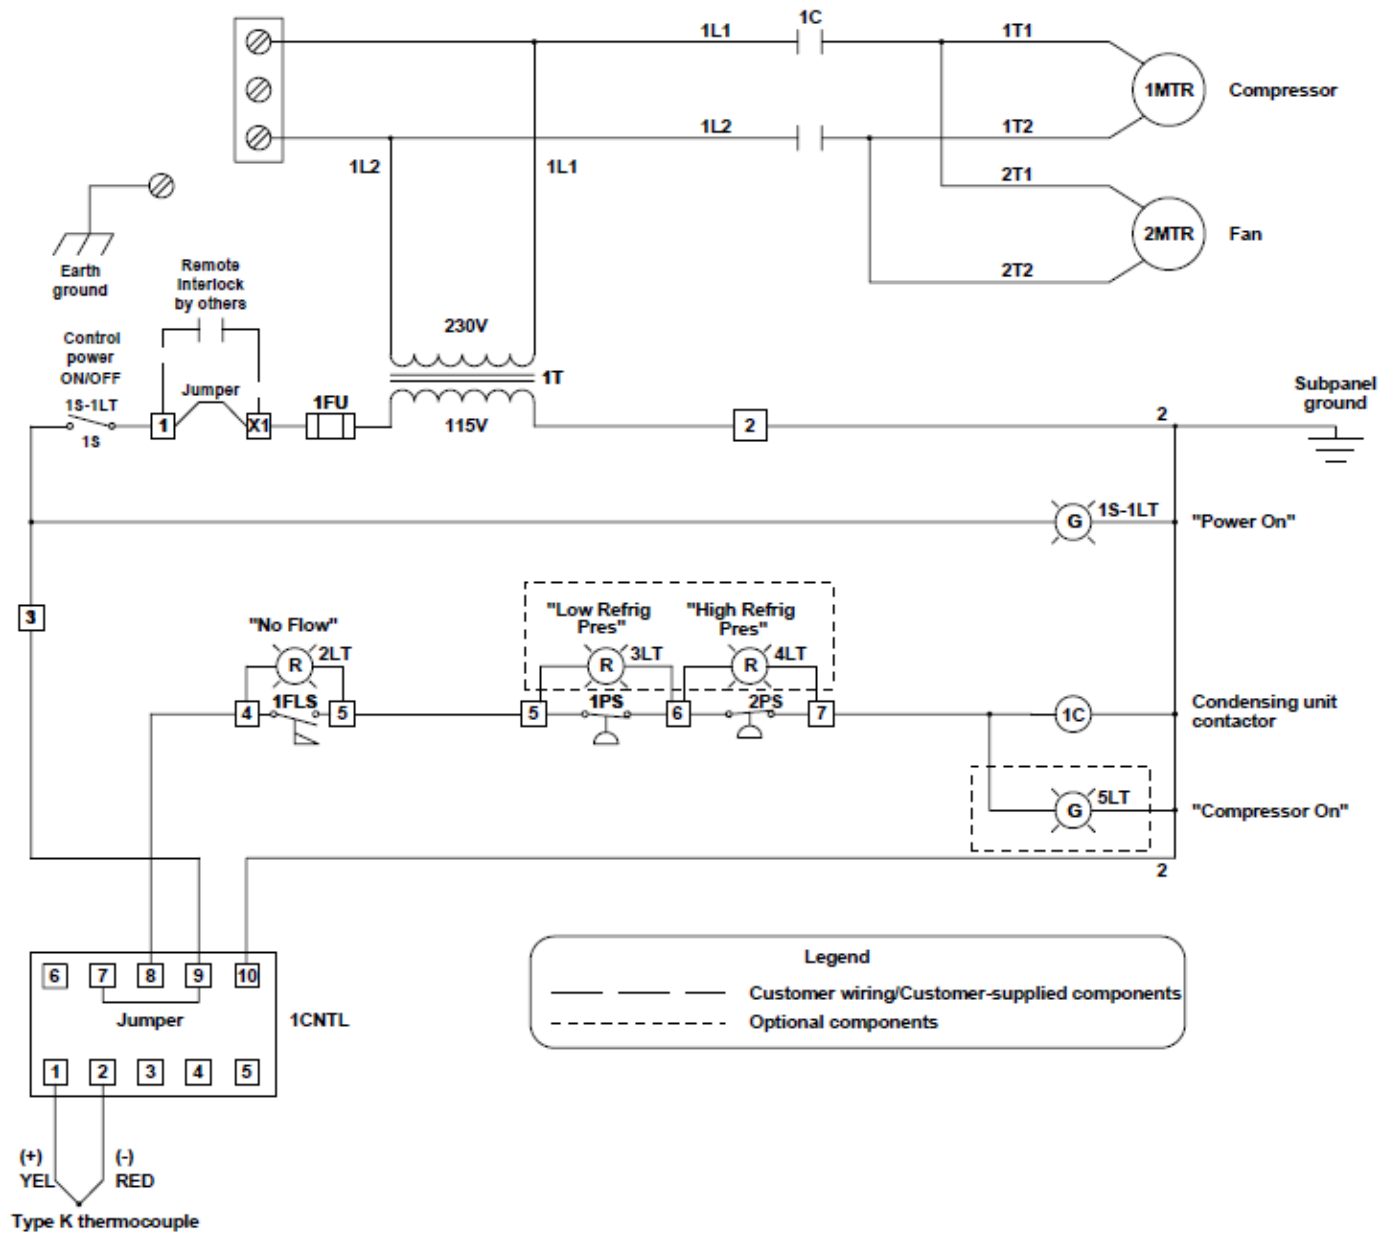 1C
1L1
1T1
1MTR
Compressor
1L2
1T2
1L2
1L1
2T1
2MTR
Fan
2T2
Earth
ground
Remote
interlock
by others
230V
Control
power
ON/OFF
1T
Jumper
Subpanel
ground
1S-1LT
1FU
115V
1
X1
2
2
1S
G
1S-1LT
"Power On"
3
"No Flow"
"Low Refrig
Pres"
"High Refrig
Pres"
R
2LT
R
3LT
R
4LT
4
1FLS
5
5
1PS
6
2PS
7
1C
Condensing unit
contactor
G
5LT
"Compressor On"
2
6
7
8
9
10
Jumper
1CNTL
1
2
3
4
5
Legend
Customer wiring/Customer-supplied components
Optional components
(+)
YEL
(-)
RED
Type K thermocouple